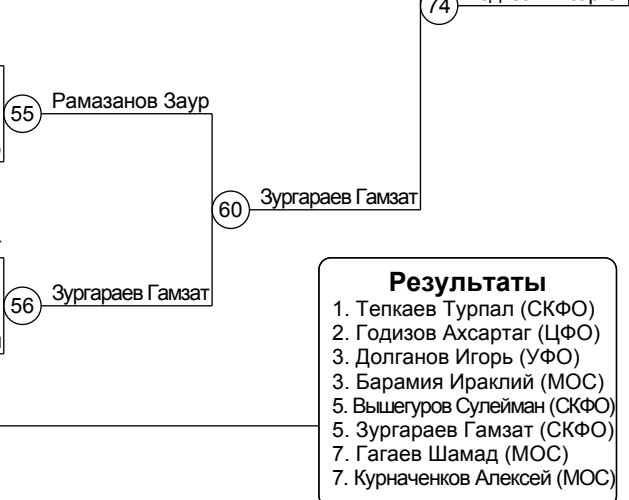 74
Рамазанов Заур
55
Зургараев Гамзат
60
Зургараев Гамзат
56
Результаты
1. Тепкаев Турпал (СКФО)
2. Годизов Ахсартаг (ЦФО)
3. Долганов Игорь (УФО)
3. Барамия Ираклий (МОС)
5. Вышегуров Сулейман (СКФО)
5. Зургараев Гамзат (СКФО)
7. Гагаев Шамад (МОС)
7. Курначенков Алексей (МОС)